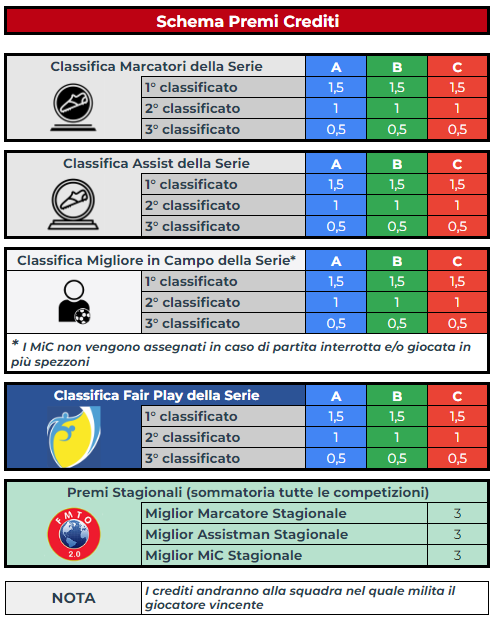 Schema Premi Crediti
Classifica Marcatori della Serie A B C
1° classificato 1,5 1,5 1,5
2° classificato 1 1 1
3° classificato 0,5 0,5 0,5
Classifica Assist della Serie A B C
1° classificato 1,5 1,5 1,5
2° classificato 1 1 1
3° classificato 0,5 0,5 0,5
Classifica Migliore in Campo della Serie* A B C
1° classificato 1,5 1,5 1,5
2° classificato 1 1 1
3° classificato 0,5 0,5 0,5
* I MiC non vengono assegnati in caso di partita interrotta e/o giocata in
più spezzoni
Classifica Fair Play della Serie A B C
1° classificato 1,5 1,5 1,5
2° classificato 1 1 1
3° classificato 0,5 0,5 0,5
Premi Stagionali (sommatoria tutte le competizioni)
FMTO
2.0
Miglior Marcatore Stagionale 3
Miglior Assistman Stagionale 3
Miglior MiC Stagionale 3
NOTA
I crediti andranno alla squadra nel quale milita il
giocatore vincente